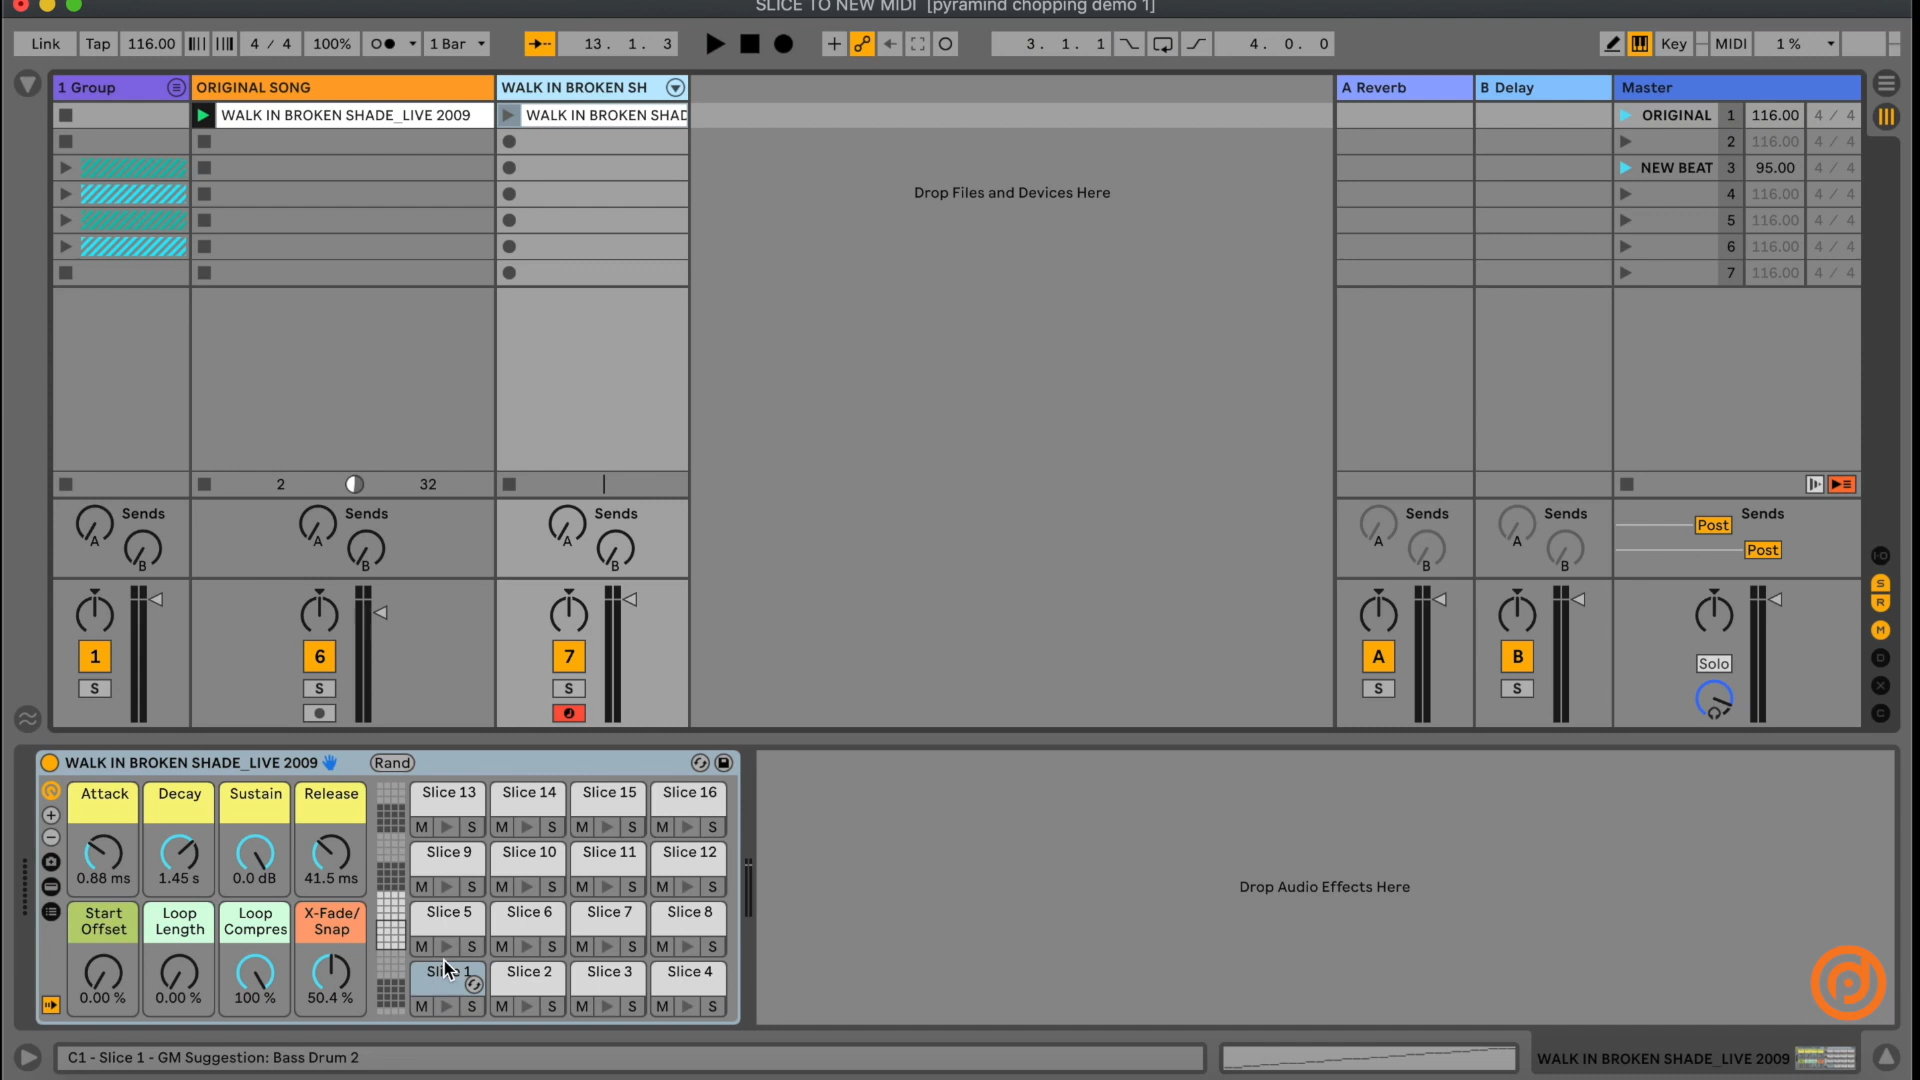 SLICE TO NEW MIDI [pyramind chopping demo 1]
Link Tap 116.00 4 / 4 100% 1 Bar 13. 1. 3 3. 1. 1 4. 0. 0 Key MIDI 1 %
1 Group ORIGINAL SONG WALK IN BROKEN SH A Reverb B Delay Master
WALK IN BROKEN SHADE_LIVE 2009 WALK IN BROKEN SHAD ORIGINAL 1 116.00 4 / 4
2 116.00 4 / 4
NEW BEAT 3 95.00 4 / 4
Drop Files and Devices Here 4 116.00 4 / 4
5 116.00 4 / 4
6 116.00 4 / 4
7 116.00 4 / 4
2 32
Sends Sends Sends Sends Sends Sends
A A A A A Post
B B B B B Post
1 6 7 A B Solo
S S S S S
I·O
S
R
M
D
X
C
WALK IN BROKEN SHADE_LIVE 2009 Rand
Attack Decay Sustain Release Slice 13 Slice 14 Slice 15 Slice 16
M S M S M S M S
0.88 ms 1.45 s 0.0 dB 41.5 ms Slice 9 Slice 10 Slice 11 Slice 12
M S M S M S M S
Start Offset Loop Length Loop Compres X-Fade/ Snap Slice 5 Slice 6 Slice 7 Slice 8
M S M S M S M S
Slice 1 Slice 2 Slice 3 Slice 4
0.00 % 0.00 % 100 % 50.4 % M S M S M S M S
Drop Audio Effects Here
C1 - Slice 1 - GM Suggestion: Bass Drum 2 WALK IN BROKEN SHADE_LIVE 2009